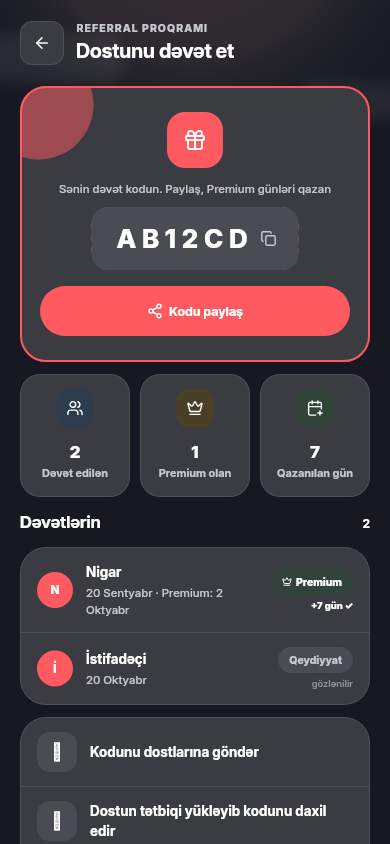 REFERRAL PROQRAMI
Dostunu dəvət et
Sənin dəvət kodun. Paylaş, Premium günləri qazan
AB12CD
Kodu paylaş
2
Dəvət edilən
1
Premium olan
7
Qazanılan gün
Dəvətlərin
2
N
Nigar
20 Sentyabr · Premium: 2
Oktyabr
Premium
+7 gün ✓
İ
İstifadəçi
20 Oktyabr
Qeydiyyat
gözlənilir
Kodunu dostlarına göndər
Dostun tətbiqi yükləyib kodunu daxil
edir